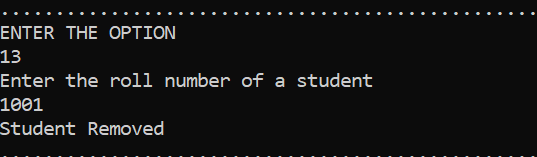 ENTER THE OPTION
13
Enter the roll number of a student
1001
Student Removed